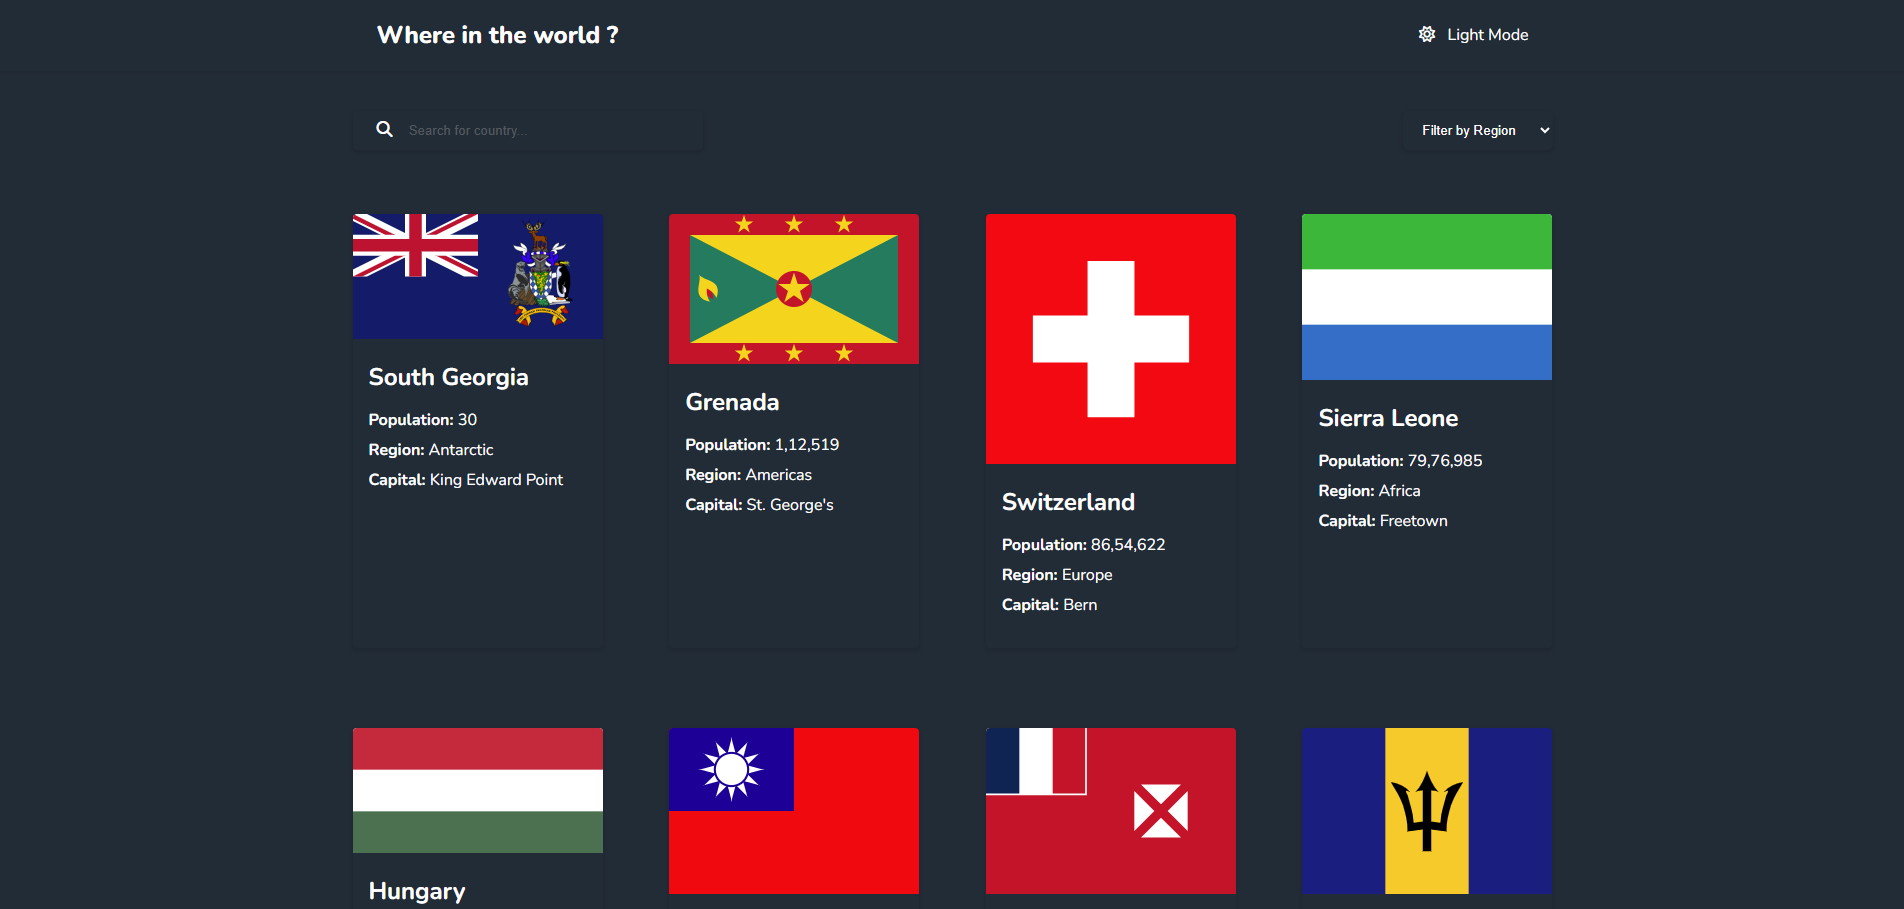 Where in the world ?
Light Mode
Search for country...
Filter by Region
South Georgia
Population: 30
Region: Antarctic
Capital: King Edward Point
Grenada
Population: 1,12,519
Region: Americas
Capital: St. George's
Switzerland
Population: 86,54,622
Region: Europe
Capital: Bern
Sierra Leone
Population: 79,76,985
Region: Africa
Capital: Freetown
Hungary